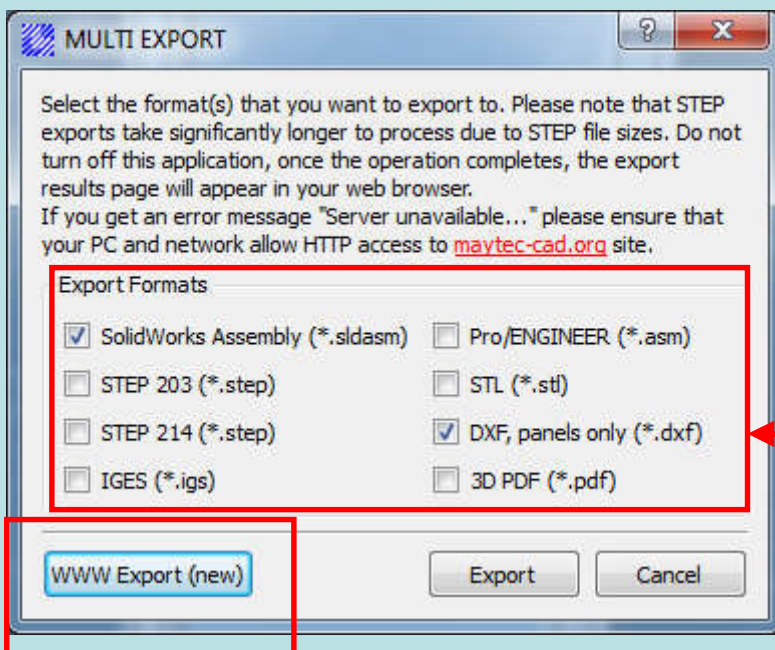 MULTI EXPORT
Select the format(s) that you want to export to. Please note that STEP
exports take significantly longer to process due to STEP file sizes. Do not
turn off this application, once the operation completes, the export
results page will appear in your web browser.
If you get an error message "Server unavailable..." please ensure that
your PC and network allow HTTP access to maytec-cad.org site.
Export Formats
SolidWorks Assembly (*.sldasm)
Pro/ENGINEER (*.asm)
STEP 203 (*.step)
STL (*.stl)
STEP 214 (*.step)
DXF, panels only (*.dxf)
IGES (*.igs)
3D PDF (*.pdf)
WWW Export (new)
Export
Cancel